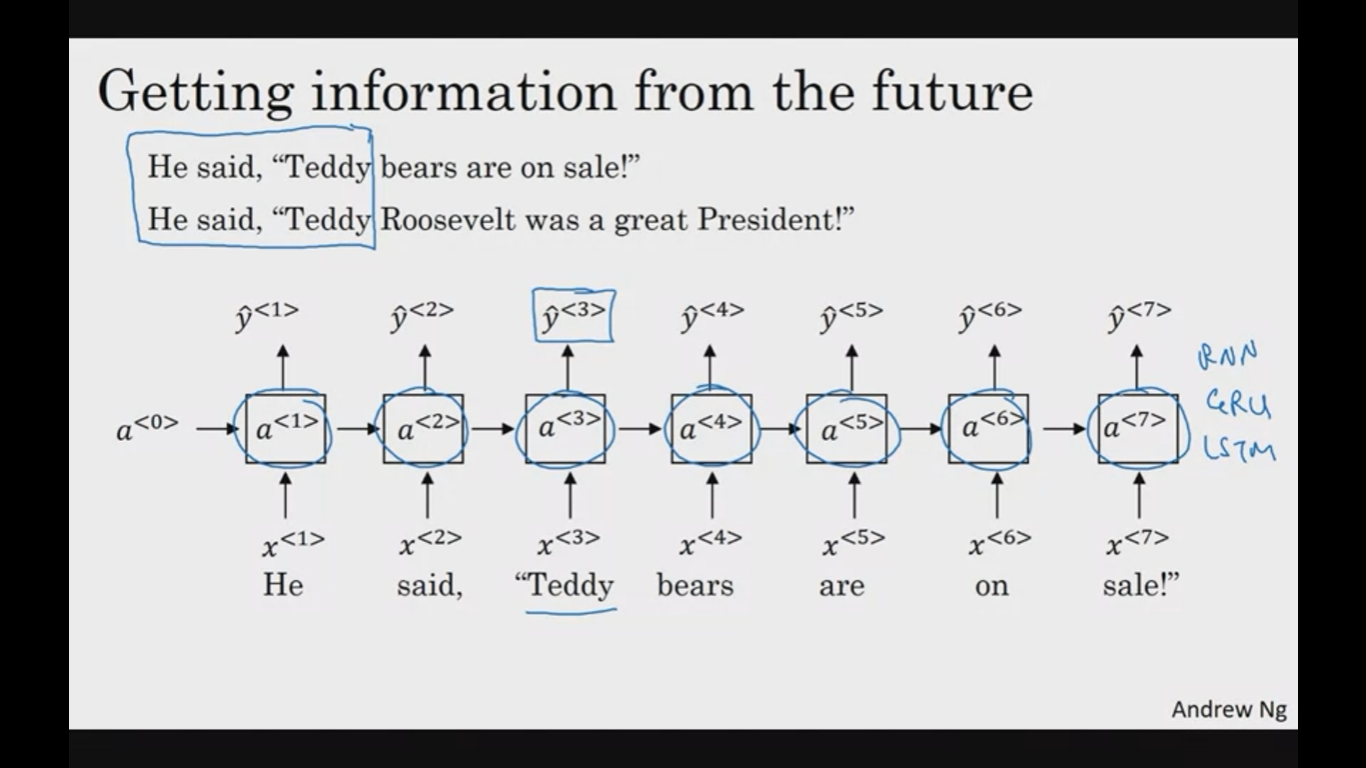 Getting information from the future
He said, “Teddy bears are on sale!”
He said, “Teddy Roosevelt was a great President!”
ŷ<1> ŷ<2> ŷ<3> ŷ<4> ŷ<5> ŷ<6> ŷ<7>
RNN
GRU
LSTM
a<0> a<1> a<2> a<3> a<4> a<5> a<6> a<7>
x<1> x<2> x<3> x<4> x<5> x<6> x<7>
He said, “Teddy bears are on sale!”
Andrew Ng